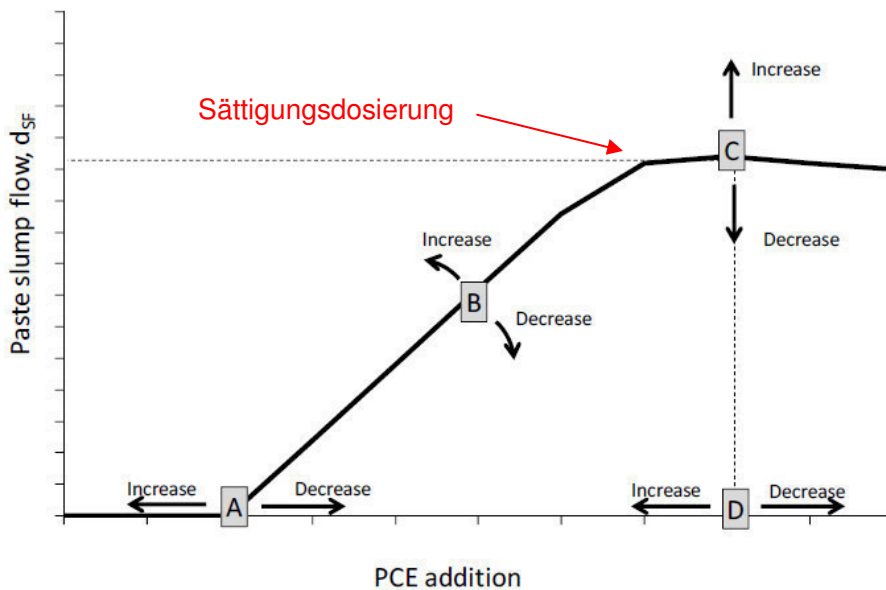 Increase
Sättigungsdosierung
C
Paste slump flow, dSF
Increase
Decrease
B
Decrease
Increase
A
Decrease
Increase
D
Decrease
PCE addition